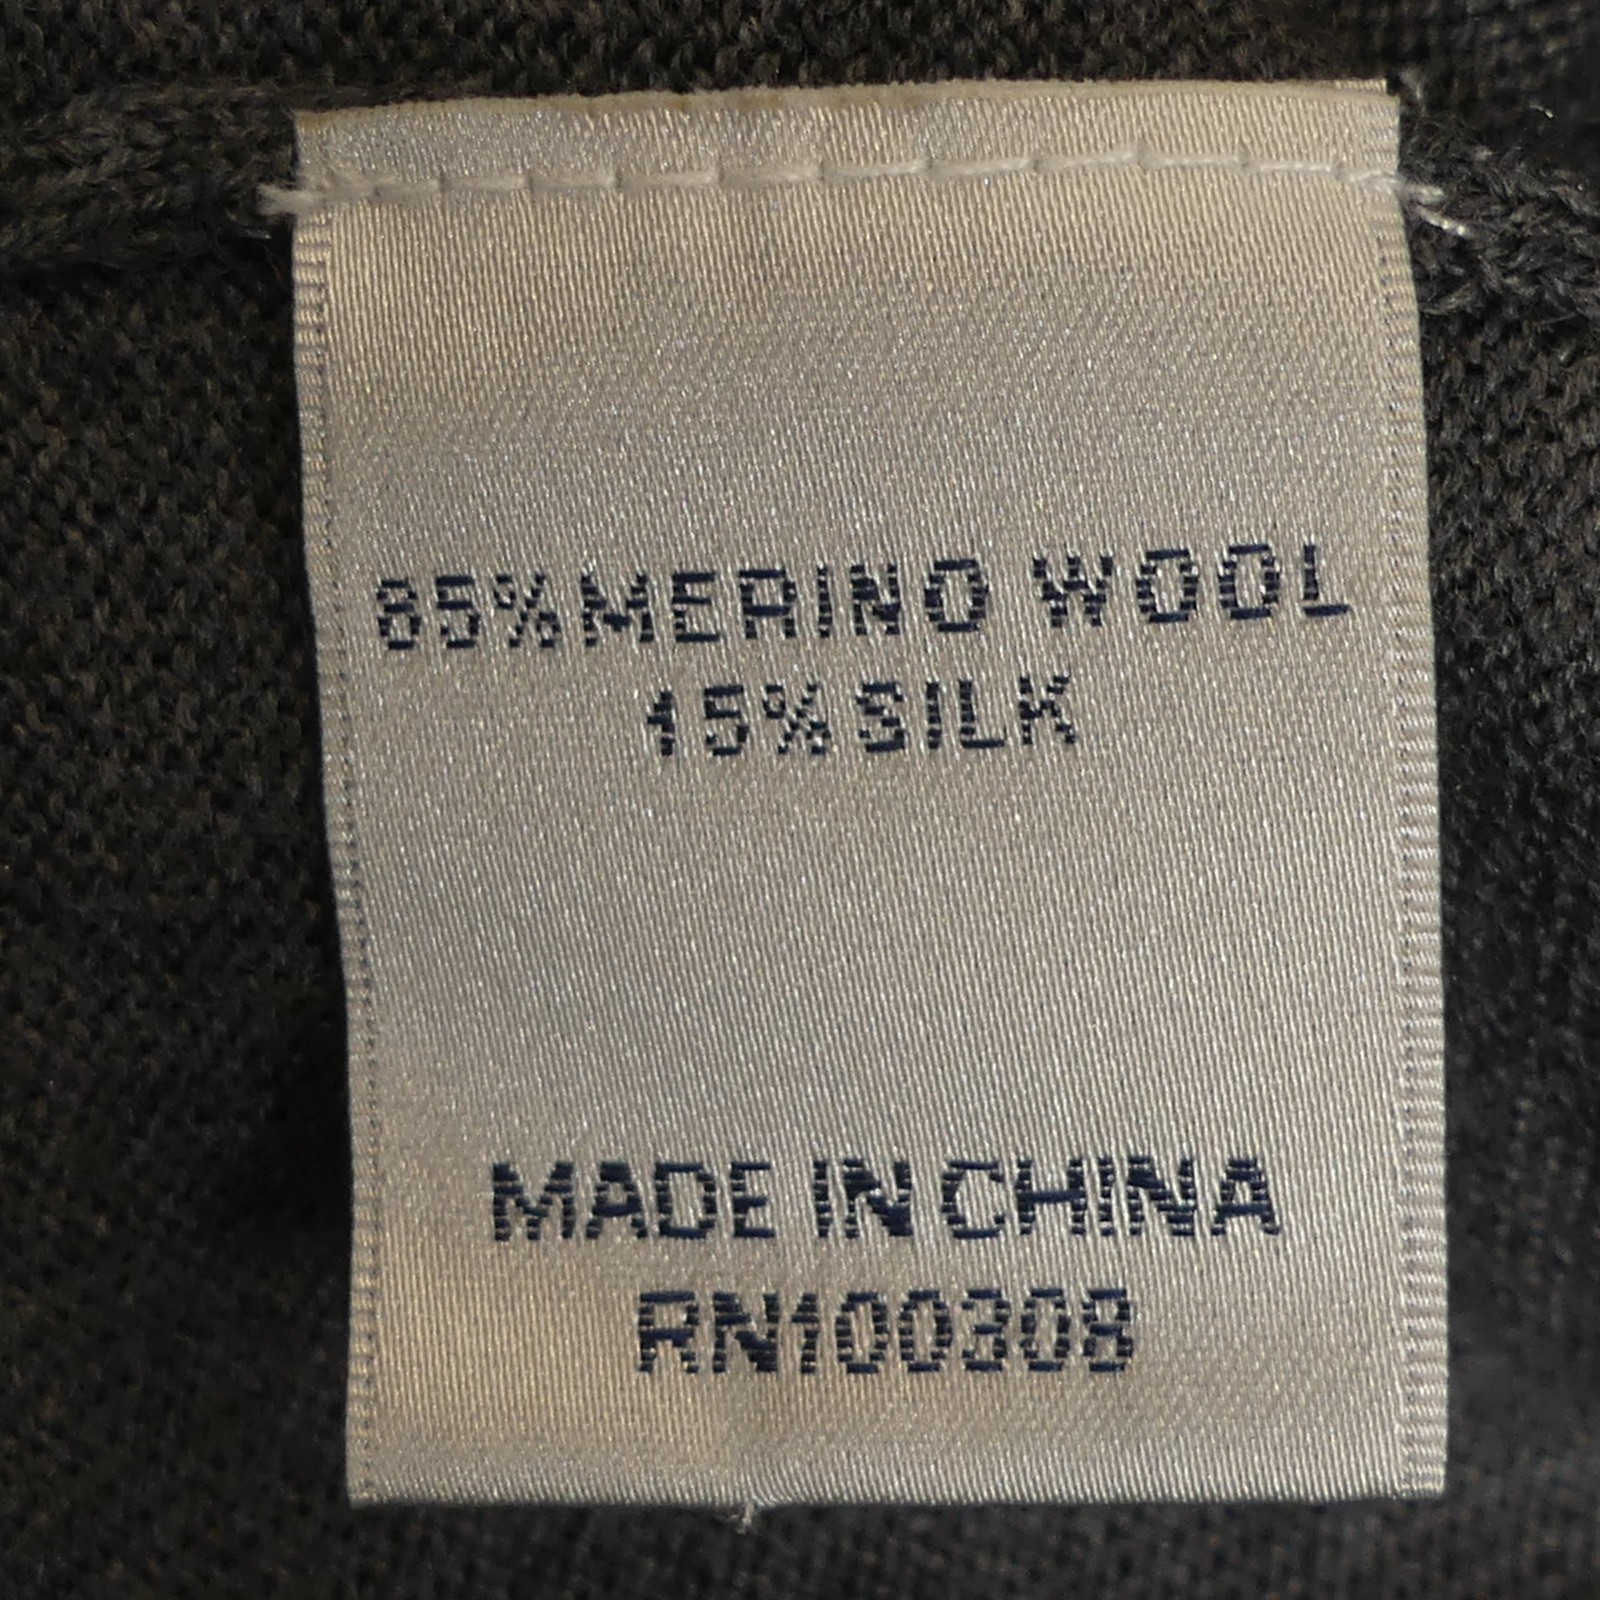 85% MERINO WOOL
15% SILK
MADE IN CHINA
RN100308